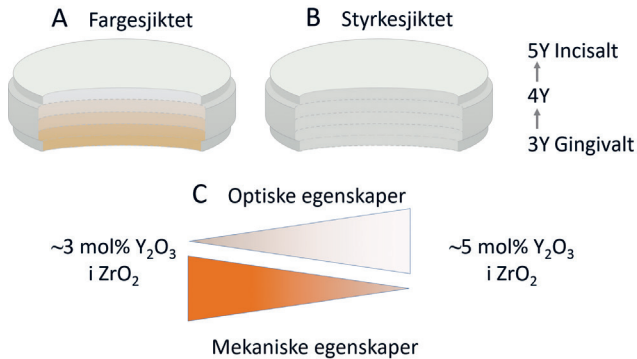 A Fargesjiktet
B Styrkesjiktet
5Y Incisalt
4Y
3Y Gingivalt
C Optiske egenskaper
~3 mol% Y₂O₃
i ZrO₂
~5 mol% Y₂O₃
i ZrO₂
Mekaniske egenskaper